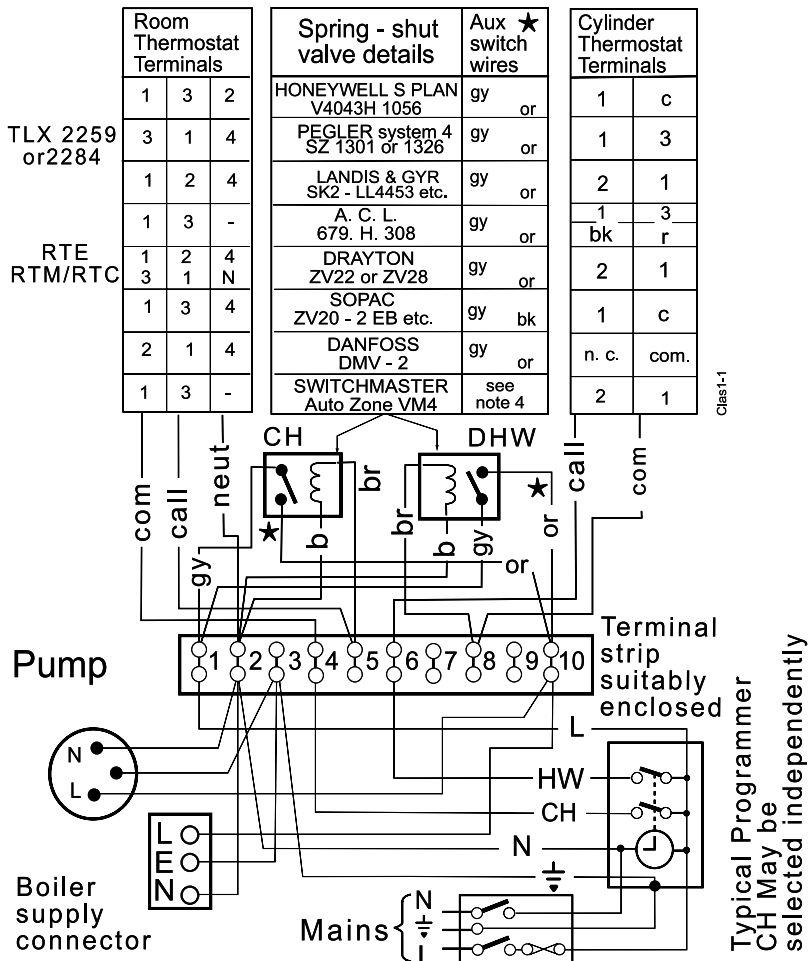 Room
Thermostat
Terminals
Spring - shut
valve details
Aux ★
switch
wires
Cylinder
Thermostat
Terminals
1 3 2
HONEYWELL S PLAN
V4043H 1056
gy or
1 c
TLX 2259
or2284
3 1 4
PEGLER system 4
SZ 1301 or 1326
gy or
1 3
1 2 4
LANDIS & GYR
SK2 - LL4453 etc.
gy or
2 1
1 3 -
A. C. L.
679. H. 308
gy or
1 3
bk r
RTE
RTM/RTC
1 2 4
3 1 N
DRAYTON
ZV22 or ZV28
gy or
2 1
1 3 4
SOPAC
ZV20 - 2 EB etc.
gy bk
1 c
2 1 4
DANFOSS
DMV - 2
gy or
n. c. com.
1 3 -
SWITCHMASTER
Auto Zone VM4
see
note 4
2 1
Clas1-1
com
call
neut
gy
CH
★
b
br
DHW
br
b
gy
★
or
or
call
com
1 2 3 4 5 6 7 8 9 10
Terminal
strip
suitably
enclosed
Pump
N
L
L
E
N
Boiler
supply
connector
L
HW
CH
N
Mains
N
L
Typical Programmer
CH May be
selected independently